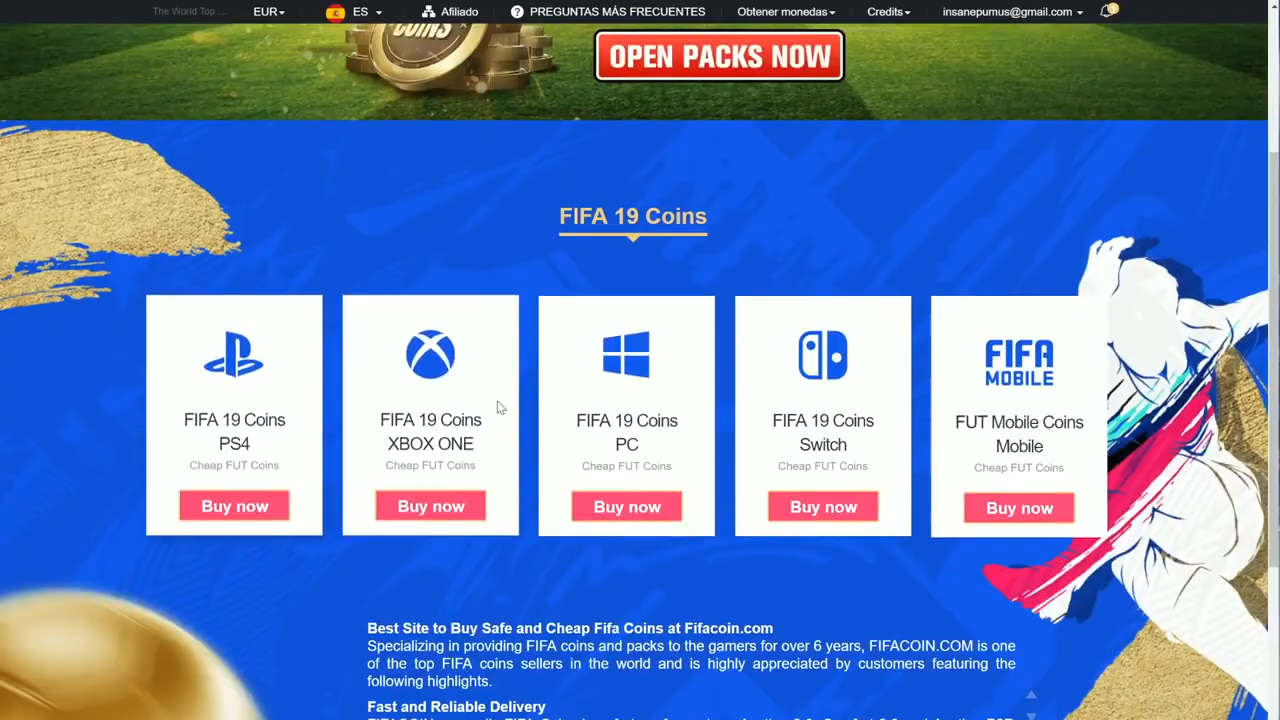 The World Top ...
EUR
ES
Afiliado
PREGUNTAS MÁS FRECUENTES
Obtener monedas
Credits
insanepumus@gmail.com
COINS
OPEN PACKS NOW
FIFA 19 Coins
FIFA 19 Coins
PS4
Cheap FUT Coins
Buy now
FIFA 19 Coins
XBOX ONE
Cheap FUT Coins
Buy now
FIFA 19 Coins
PC
Cheap FUT Coins
Buy now
FIFA 19 Coins
Switch
Cheap FUT Coins
Buy now
FIFA
MOBILE
FUT Mobile Coins
Mobile
Cheap FUT Coins
Buy now
Best Site to Buy Safe and Cheap Fifa Coins at Fifacoin.com
Specializing in providing FIFA coins and packs to the gamers for over 6 years, FIFACOIN.COM is one
of the top FIFA coins sellers in the world and is highly appreciated by customers featuring the
following highlights.
Fast and Reliable Delivery